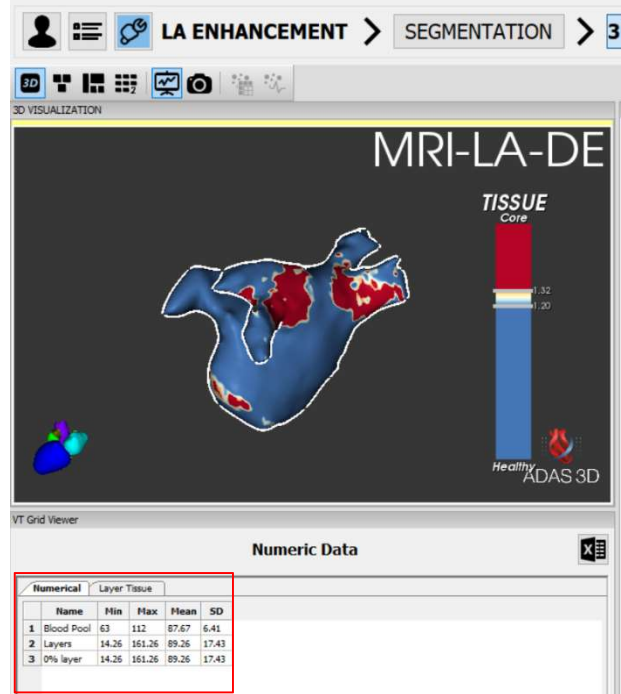 LA ENHANCEMENT > SEGMENTATION > 3
3D 2
3D VISUALIZATION
MRI-LA-DE
TISSUE
Core
1.32
1.20
Healthy
ADAS 3D
VT Grid Viewer
Numeric Data
Numerical Layer Tissue
Name Min Max Mean SD
1 Blood Pool 63 112 87.67 6.41
2 Layers 14.26 161.26 89.26 17.43
3 0% layer 14.26 161.26 89.26 17.43